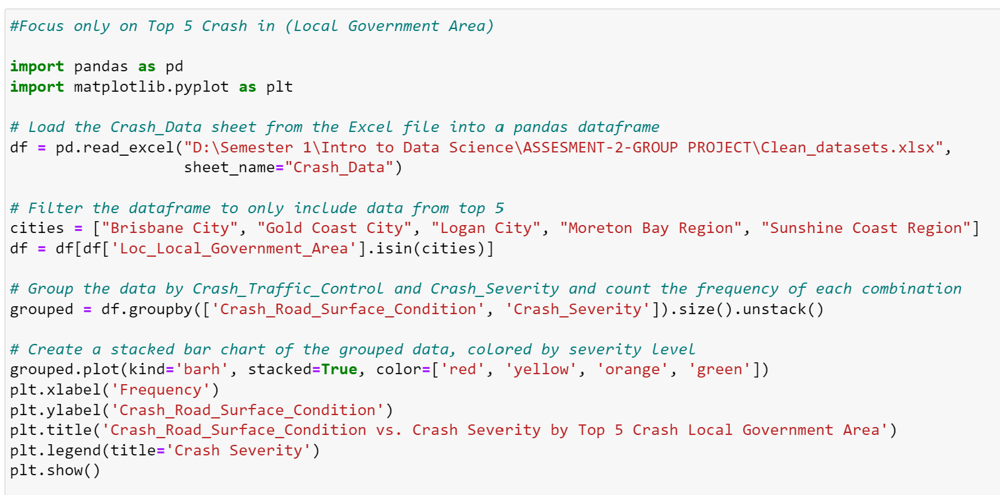 #Focus only on Top 5 Crash in (Local Government Area)
import pandas as pd
import matplotlib.pyplot as plt
# Load the Crash_Data sheet from the Excel file into a pandas dataframe
df = pd.read_excel("D:\Semester 1\Intro to Data Science\ASSESMENT-2-GROUP PROJECT\Clean_datasets.xlsx",
                   sheet_name="Crash_Data")
# Filter the dataframe to only include data from top 5
cities = ["Brisbane City", "Gold Coast City", "Logan City", "Moreton Bay Region", "Sunshine Coast Region"]
df = df[df['Loc_Local_Government_Area'].isin(cities)]
# Group the data by Crash_Traffic_Control and Crash_Severity and count the frequency of each combination
grouped = df.groupby(['Crash_Road_Surface_Condition', 'Crash_Severity']).size().unstack()
# Create a stacked bar chart of the grouped data, colored by severity level
grouped.plot(kind='barh', stacked=True, color=['red', 'yellow', 'orange', 'green'])
plt.xlabel('Frequency')
plt.ylabel('Crash_Road_Surface_Condition')
plt.title('Crash_Road_Surface_Condition vs. Crash Severity by Top 5 Crash Local Government Area')
plt.legend(title='Crash Severity')
plt.show()